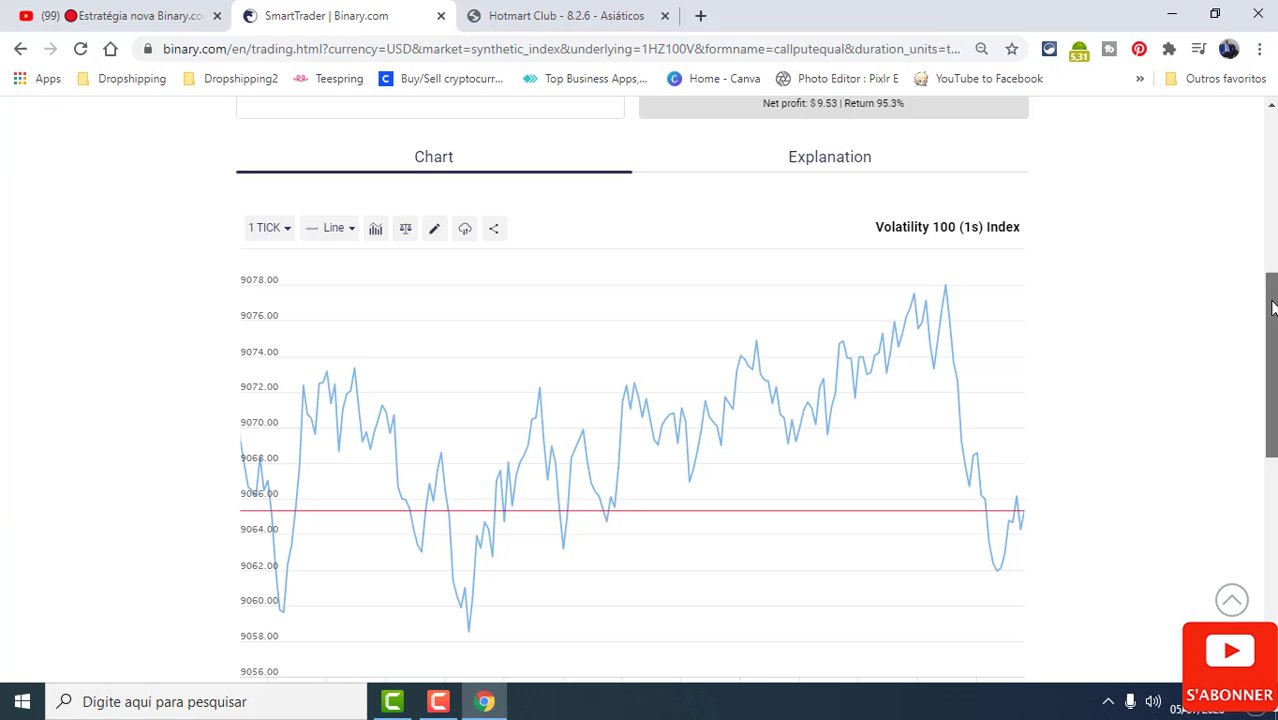 (99) 🔴Estratégia nova Binary.com
SmartTrader | Binary.com
Hotmart Club - 8.2.6 - Asiáticos
binary.com/en/trading.html?currency=USD&market=synthetic_index&underlying=1HZ100V&formname=callputequal&duration_units=t...
5,31
Apps
Dropshipping
Dropshipping2
Teespring
Buy/Sell cryptocurr...
Top Business Apps,...
Home - Canva
Photo Editor : Pixlr E
YouTube to Facebook
»
Outros favoritos
Net profit: $ 9.53 | Return 95.3%
Chart
Explanation
1 TICK
Line
Volatility 100 (1s) Index
9078.00
9076.00
9074.00
9072.00
9070.00
9068.00
9066.00
9064.00
9062.00
9060.00
9058.00
9056.00
S'ABONNER
Digite aqui para pesquisar